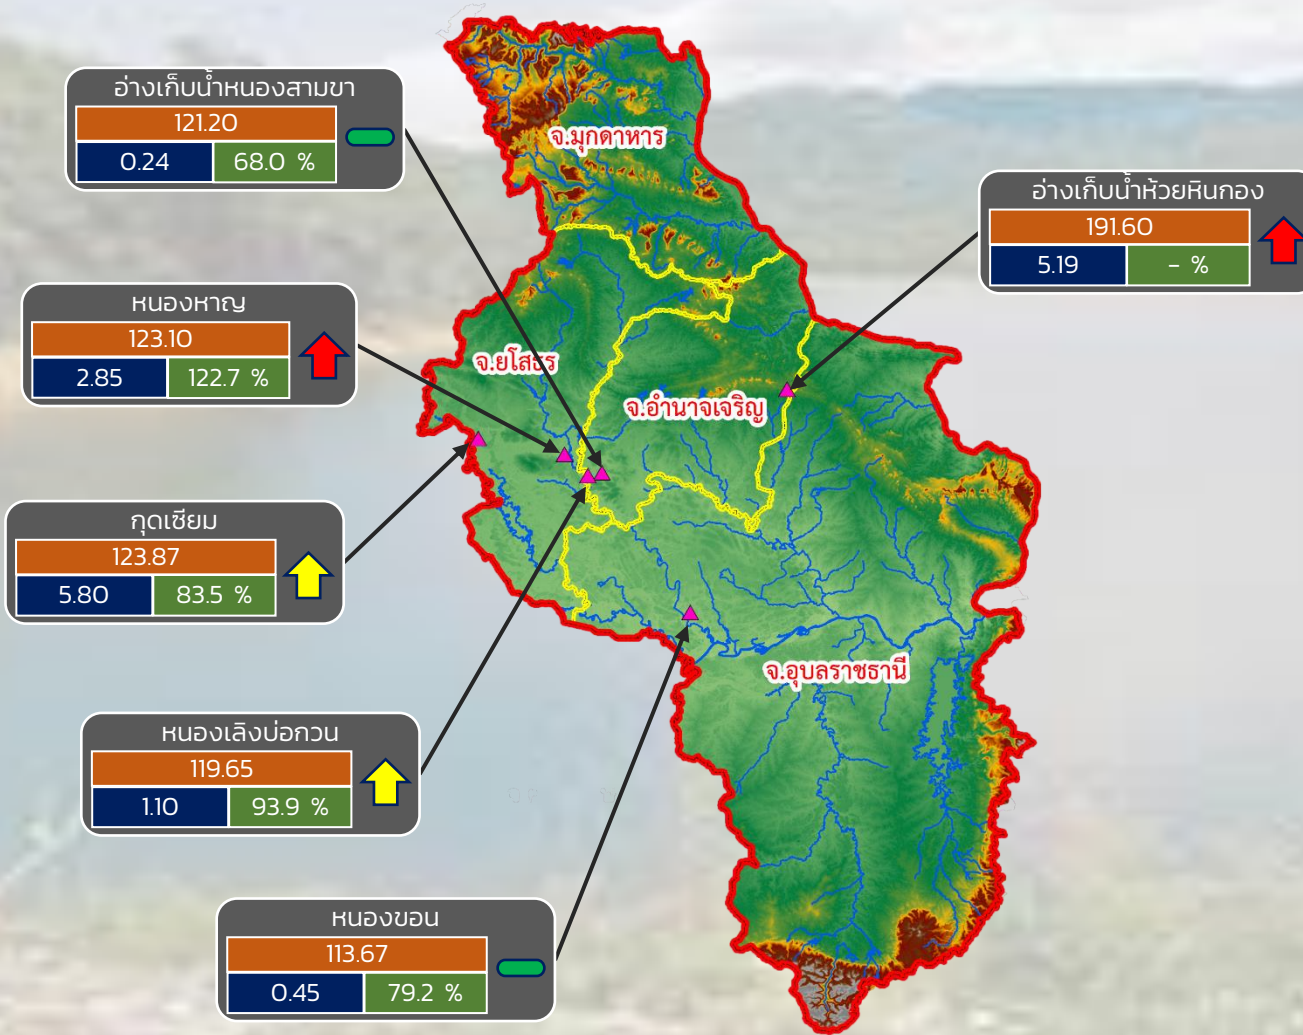 อ่างเก็บน้ำหนองสามขา
121.20
0.24 68.0 %
จ.มุกดาหาร
อ่างเก็บน้ำห้วยหินกอง
191.60
5.19 - %
หนองหาญ
123.10
2.85 122.7 %
จ.ยโสธร
จ.อำนาจเจริญ
กุดเซียม
123.87
5.80 83.5 %
จ.อุบลราชธานี
หนองเลิงบ่อกวน
119.65
1.10 93.9 %
หนองขอน
113.67
0.45 79.2 %